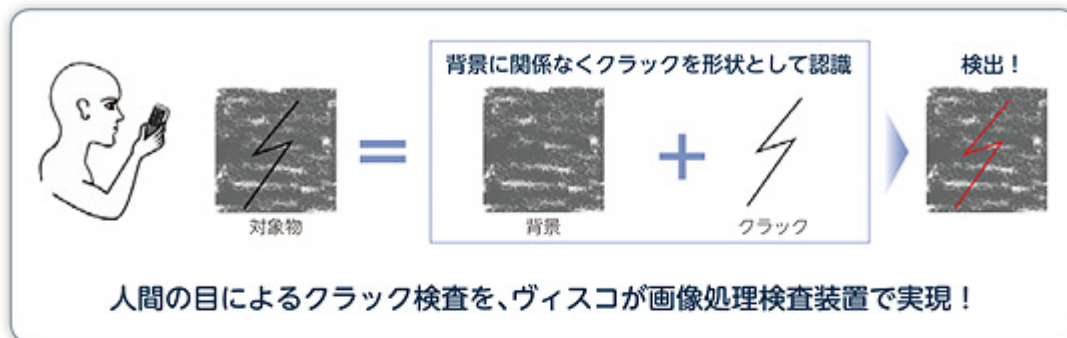 背景に関係なくクラックを形状として認識
検出！
対象物
背景
クラック
人間の目によるクラック検査を、ヴィスコが画像処理検査装置で実現！